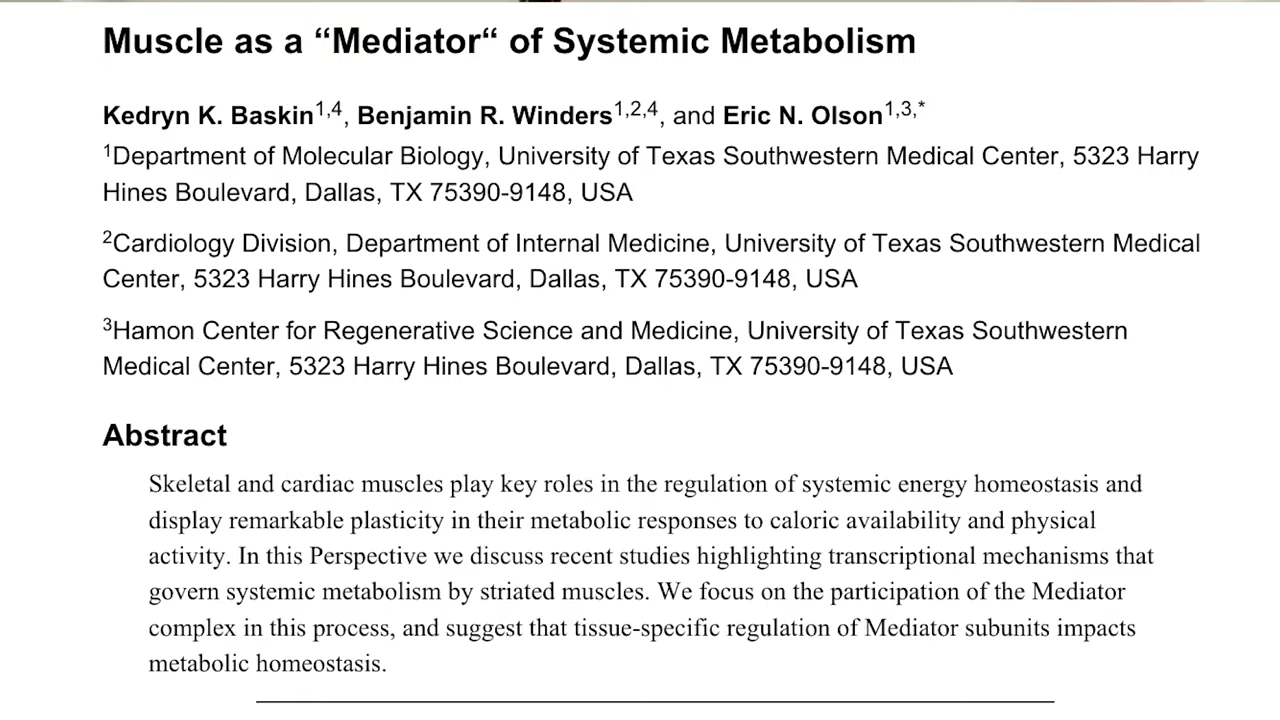 Muscle as a “Mediator“ of Systemic Metabolism
Kedryn K. Baskin1,4, Benjamin R. Winders1,2,4, and Eric N. Olson1,3,*
1Department of Molecular Biology, University of Texas Southwestern Medical Center, 5323 Harry
Hines Boulevard, Dallas, TX 75390-9148, USA
2Cardiology Division, Department of Internal Medicine, University of Texas Southwestern Medical
Center, 5323 Harry Hines Boulevard, Dallas, TX 75390-9148, USA
3Hamon Center for Regenerative Science and Medicine, University of Texas Southwestern
Medical Center, 5323 Harry Hines Boulevard, Dallas, TX 75390-9148, USA
Abstract
Skeletal and cardiac muscles play key roles in the regulation of systemic energy homeostasis and
display remarkable plasticity in their metabolic responses to caloric availability and physical
activity. In this Perspective we discuss recent studies highlighting transcriptional mechanisms that
govern systemic metabolism by striated muscles. We focus on the participation of the Mediator
complex in this process, and suggest that tissue-specific regulation of Mediator subunits impacts
metabolic homeostasis.